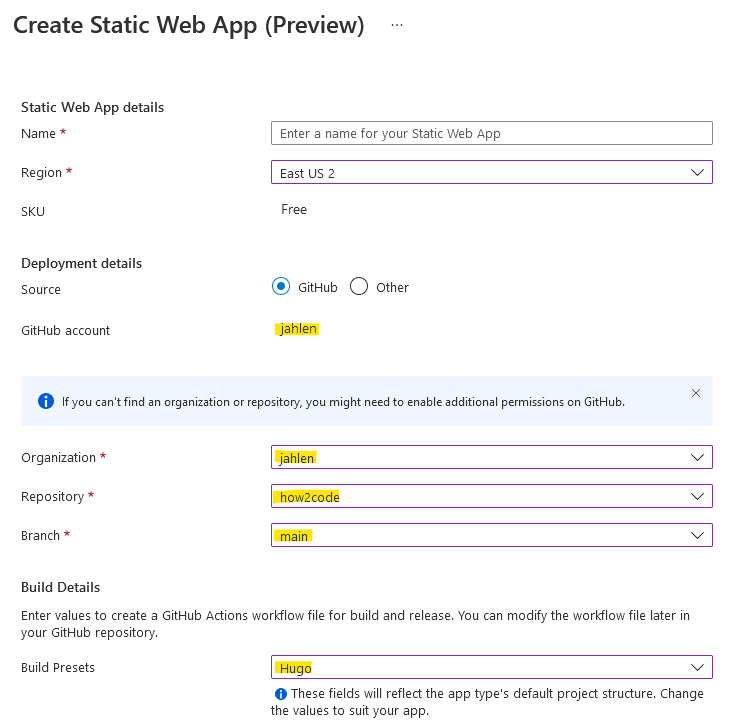 Create Static Web App (Preview) ...
Static Web App details
Name * Enter a name for your Static Web App
Region * East US 2
SKU Free
Deployment details
Source GitHub Other
GitHub account jahlen
If you can't find an organization or repository, you might need to enable additional permissions on GitHub.
Organization * jahlen
Repository * how2code
Branch * main
Build Details
Enter values to create a GitHub Actions workflow file for build and release. You can modify the workflow file later in
your GitHub repository.
Build Presets Hugo
These fields will reflect the app type's default project structure. Change
the values to suit your app.